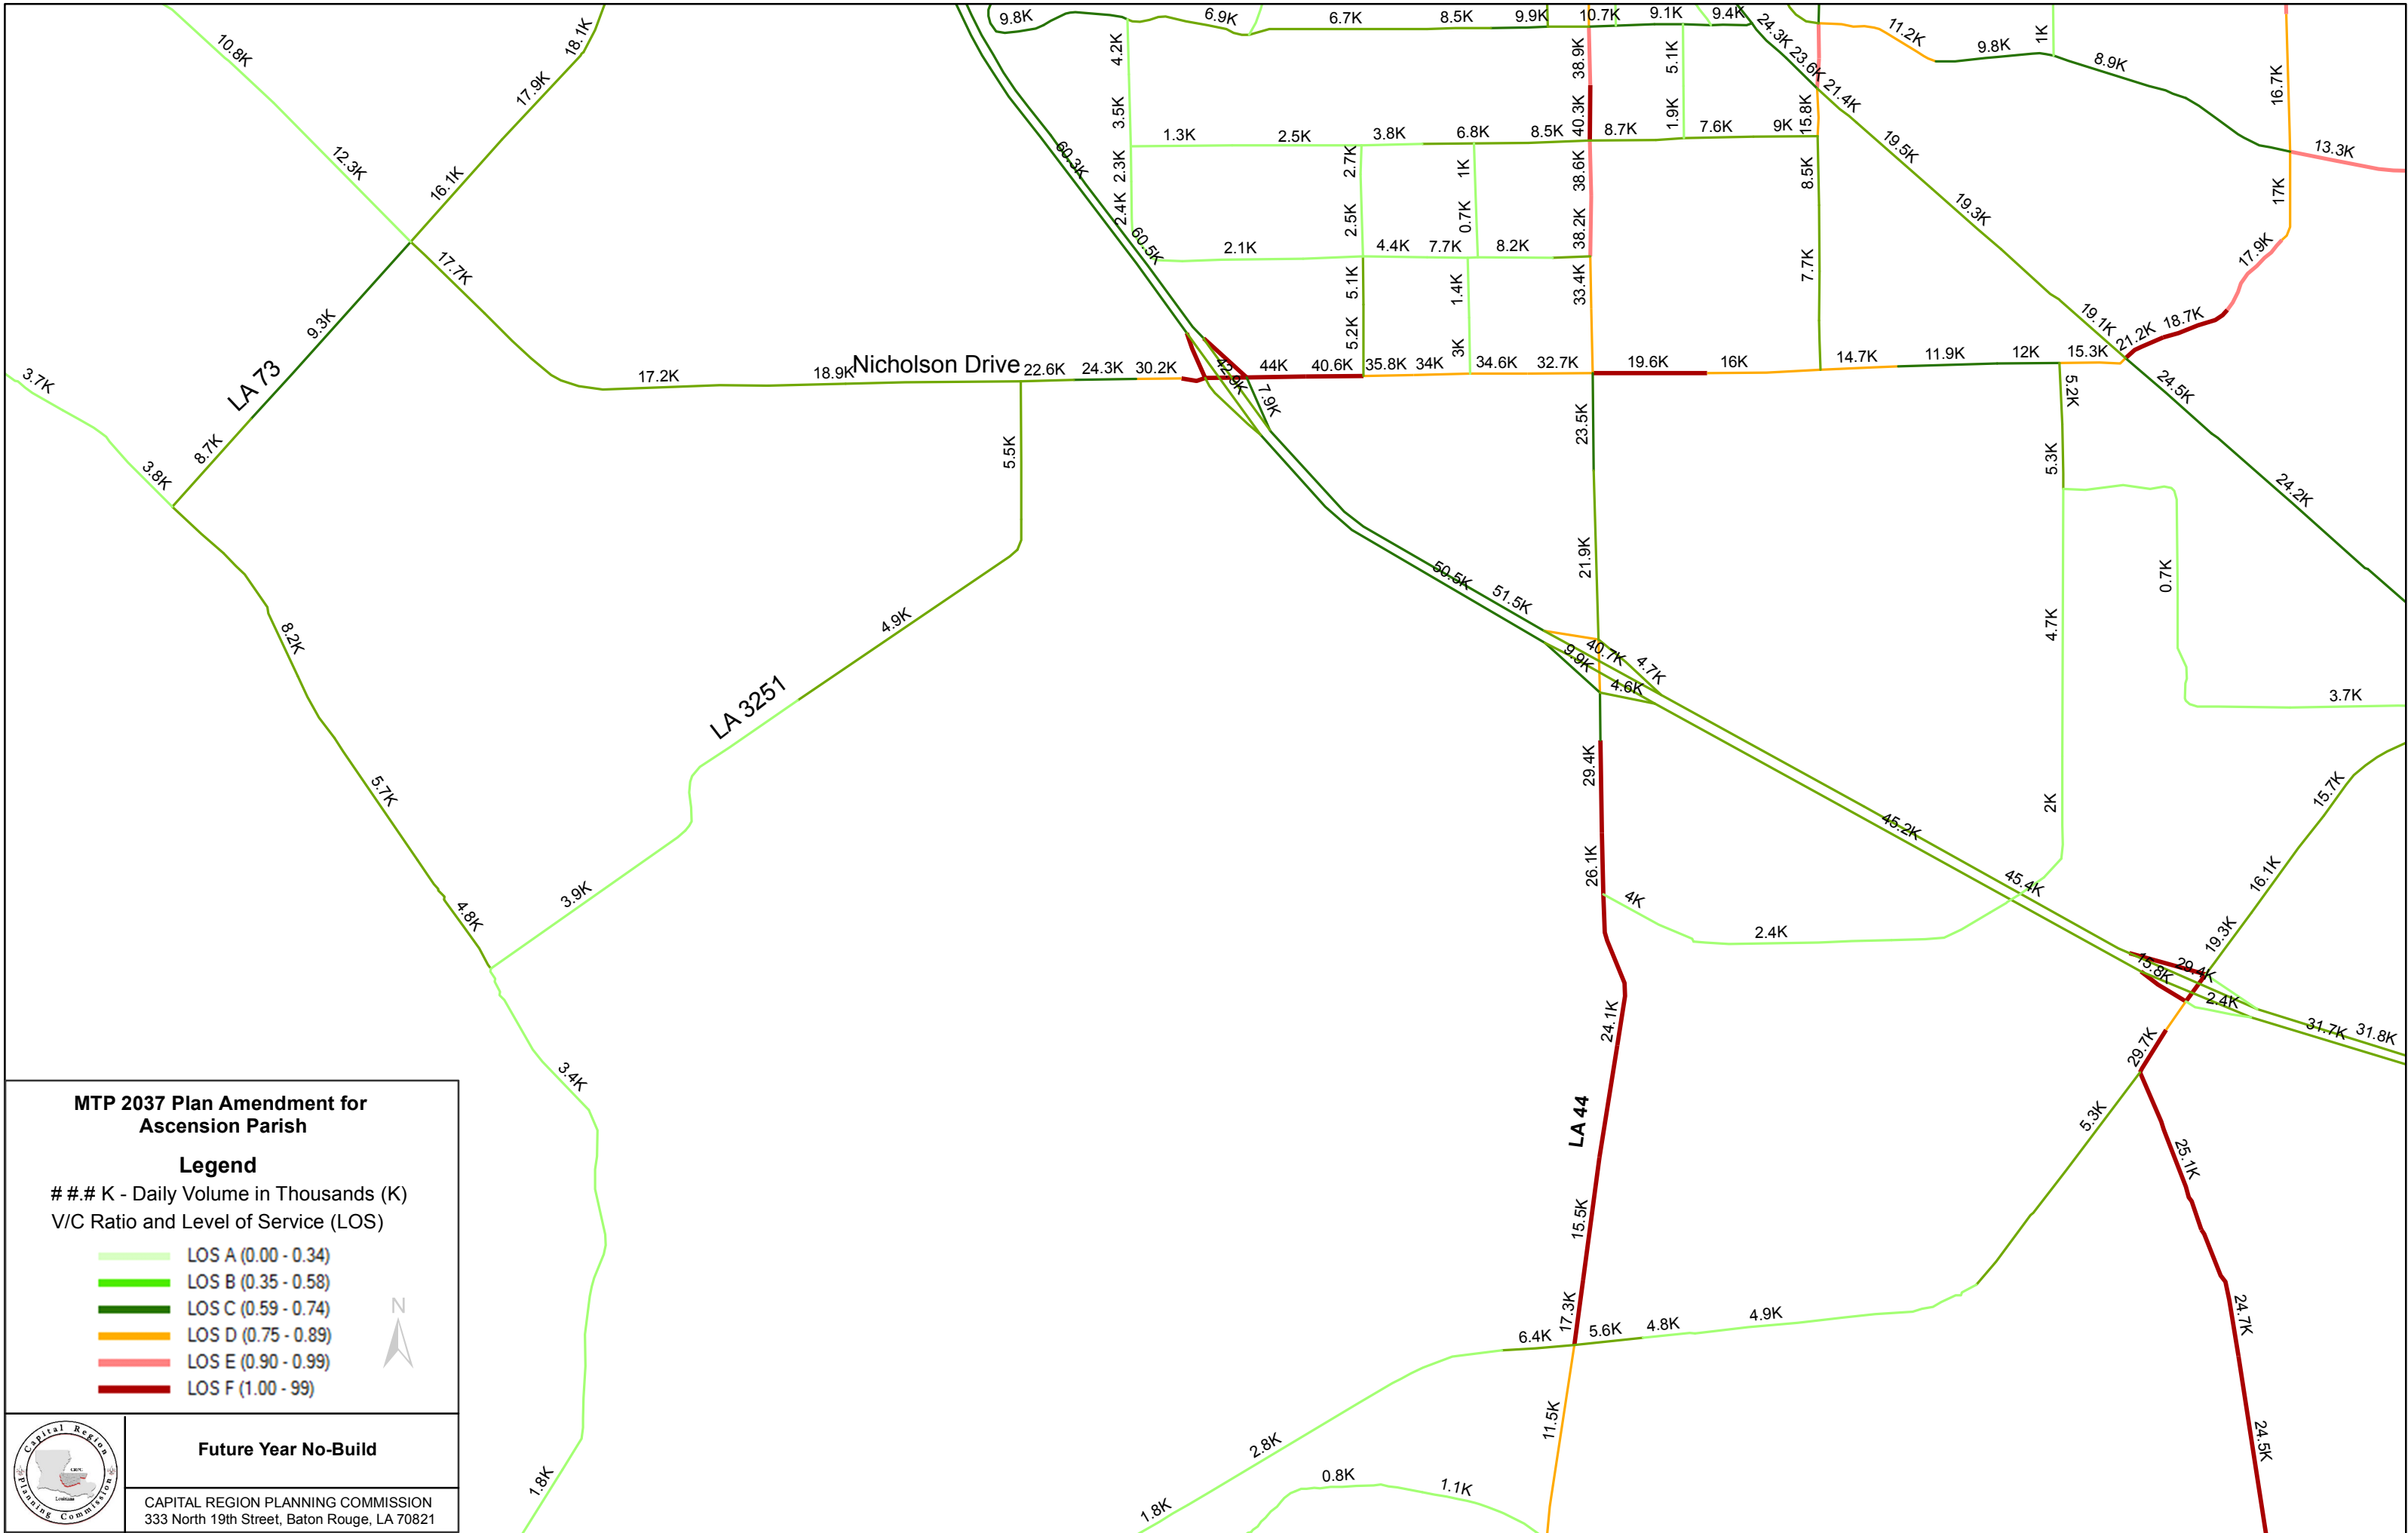 9.8K
6.9K
6.7K
8.5K
9.9K
10.7K
9.1K
9.4K
24.3K
23.6K
21.4K
11.2K
9.8K
1K
8.9K
16.7K
13.3K
10.8K
12.3K
18.1K
17.9K
16.1K
17.7K
9.3K
LA 73
8.7K
3.7K
3.8K
17.2K
18.9K
Nicholson Drive
22.6K
24.3K
30.2K
42.9K
7.9K
44K
40.6K
35.8K
34K
34.6K
32.7K
19.6K
16K
14.7K
11.9K
12K
15.3K
21.2K
18.7K
17.9K
17K
60.3K
60.5K
4.2K
3.5K
2.3K
2.4K
1.3K
2.5K
3.8K
6.8K
8.5K
8.7K
7.6K
9K
15.8K
5.1K
1.9K
38.9K
40.3K
38.6K
38.2K
33.4K
2.7K
2.5K
1K
0.7K
2.1K
4.4K
7.7K
8.2K
5.1K
5.2K
1.4K
3K
8.5K
7.7K
19.5K
19.3K
19.1K
24.5K
24.2K
5.2K
5.3K
4.7K
2K
0.7K
3.7K
23.5K
21.9K
5.5K
4.9K
LA 3251
3.9K
8.2K
5.7K
4.8K
3.4K
1.8K
50.5K
51.5K
40.7K
9.9K
4.7K
4.6K
29.4K
26.1K
4K
2.4K
24.1K
LA 44
15.5K
17.3K
45.2K
45.4K
15.7K
16.1K
19.3K
15.8K
29.4K
2.4K
31.7K
31.8K
29.7K
5.3K
25.1K
24.7K
24.5K
6.4K
5.6K
4.8K
4.9K
11.5K
2.8K
1.8K
0.8K
1.1K
MTP 2037 Plan Amendment for
Ascension Parish
Legend
# #.# K - Daily Volume in Thousands (K)
V/C Ratio and Level of Service (LOS)
LOS A (0.00 - 0.34)
LOS B (0.35 - 0.58)
LOS C (0.59 - 0.74)
LOS D (0.75 - 0.89)
LOS E (0.90 - 0.99)
LOS F (1.00 - 99)
N
Capital Region
Planning Commission
CRPC
Louisiana
Future Year No-Build
CAPITAL REGION PLANNING COMMISSION
333 North 19th Street, Baton Rouge, LA 70821